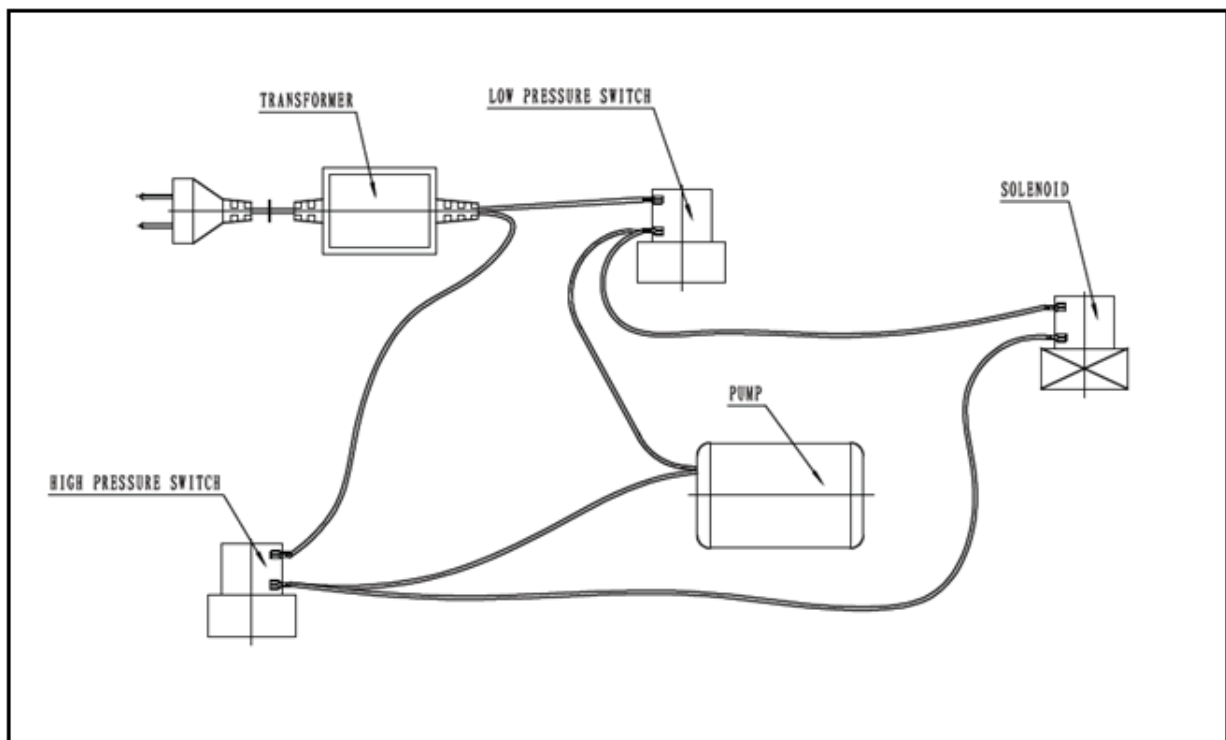 LOW PRESSURE SWITCH
TRANSFORMER
SOLENOID
PUMP
HIGH PRESSURE SWITCH